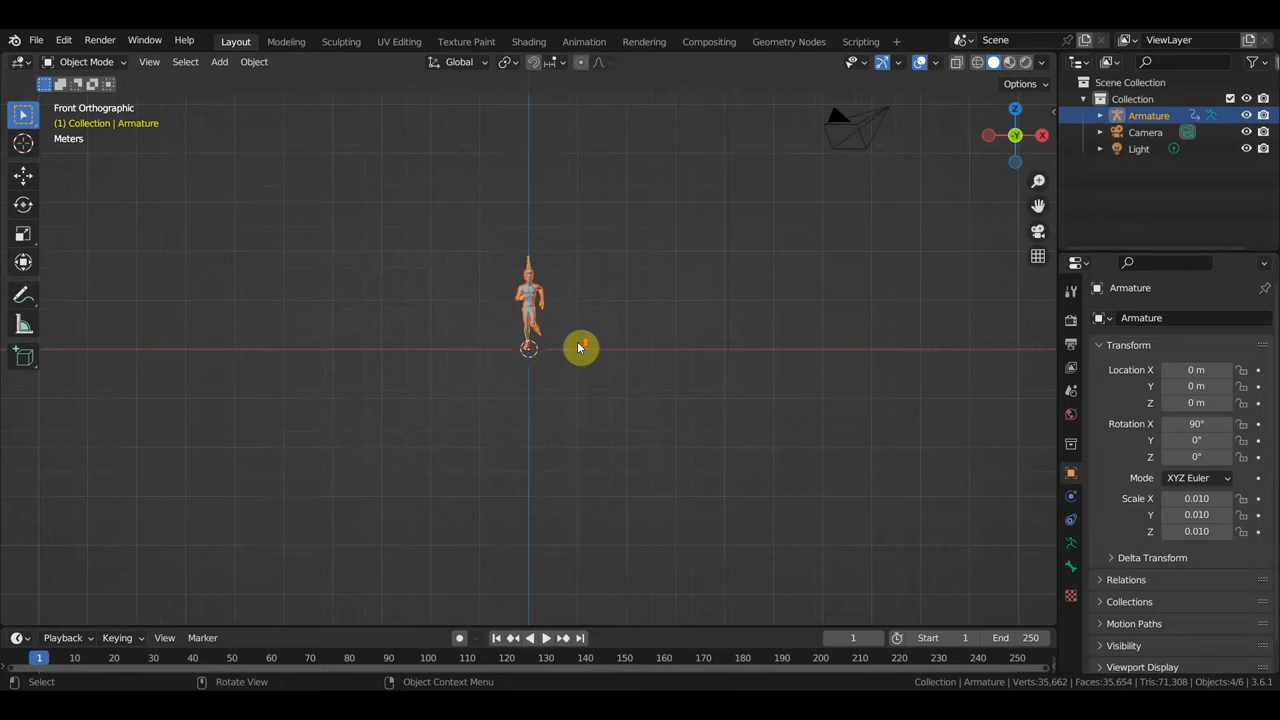 File Edit Render Window Help Layout Modeling Sculpting UV Editing Texture Paint Shading Animation Rendering Compositing Geometry Nodes Scripting + Scene ViewLayer
Object Mode View Select Add Object Global
Options
Front Orthographic
(1) Collection | Armature
Meters
Z
-Y X
Scene Collection
Collection
Armature
Camera
Light
Armature
Armature
Transform
Location X 0 m
Y 0 m
Z 0 m
Rotation X 90°
Y 0°
Z 0°
Mode XYZ Euler
Scale X 0.010
Y 0.010
Z 0.010
Delta Transform
Relations
Collections
Motion Paths
Visibility
Viewport Display
Playback Keying View Marker 1 Start 1 End 250
1 10 20 30 40 50 60 70 80 90 100 110 120 130 140 150 160 170 180 190 200 210 220 230 240 250
Select Rotate View Object Context Menu Collection | Armature | Verts:35,662 | Faces:35,654 | Tris:71,308 | Objects:4/6 | 3.6.1